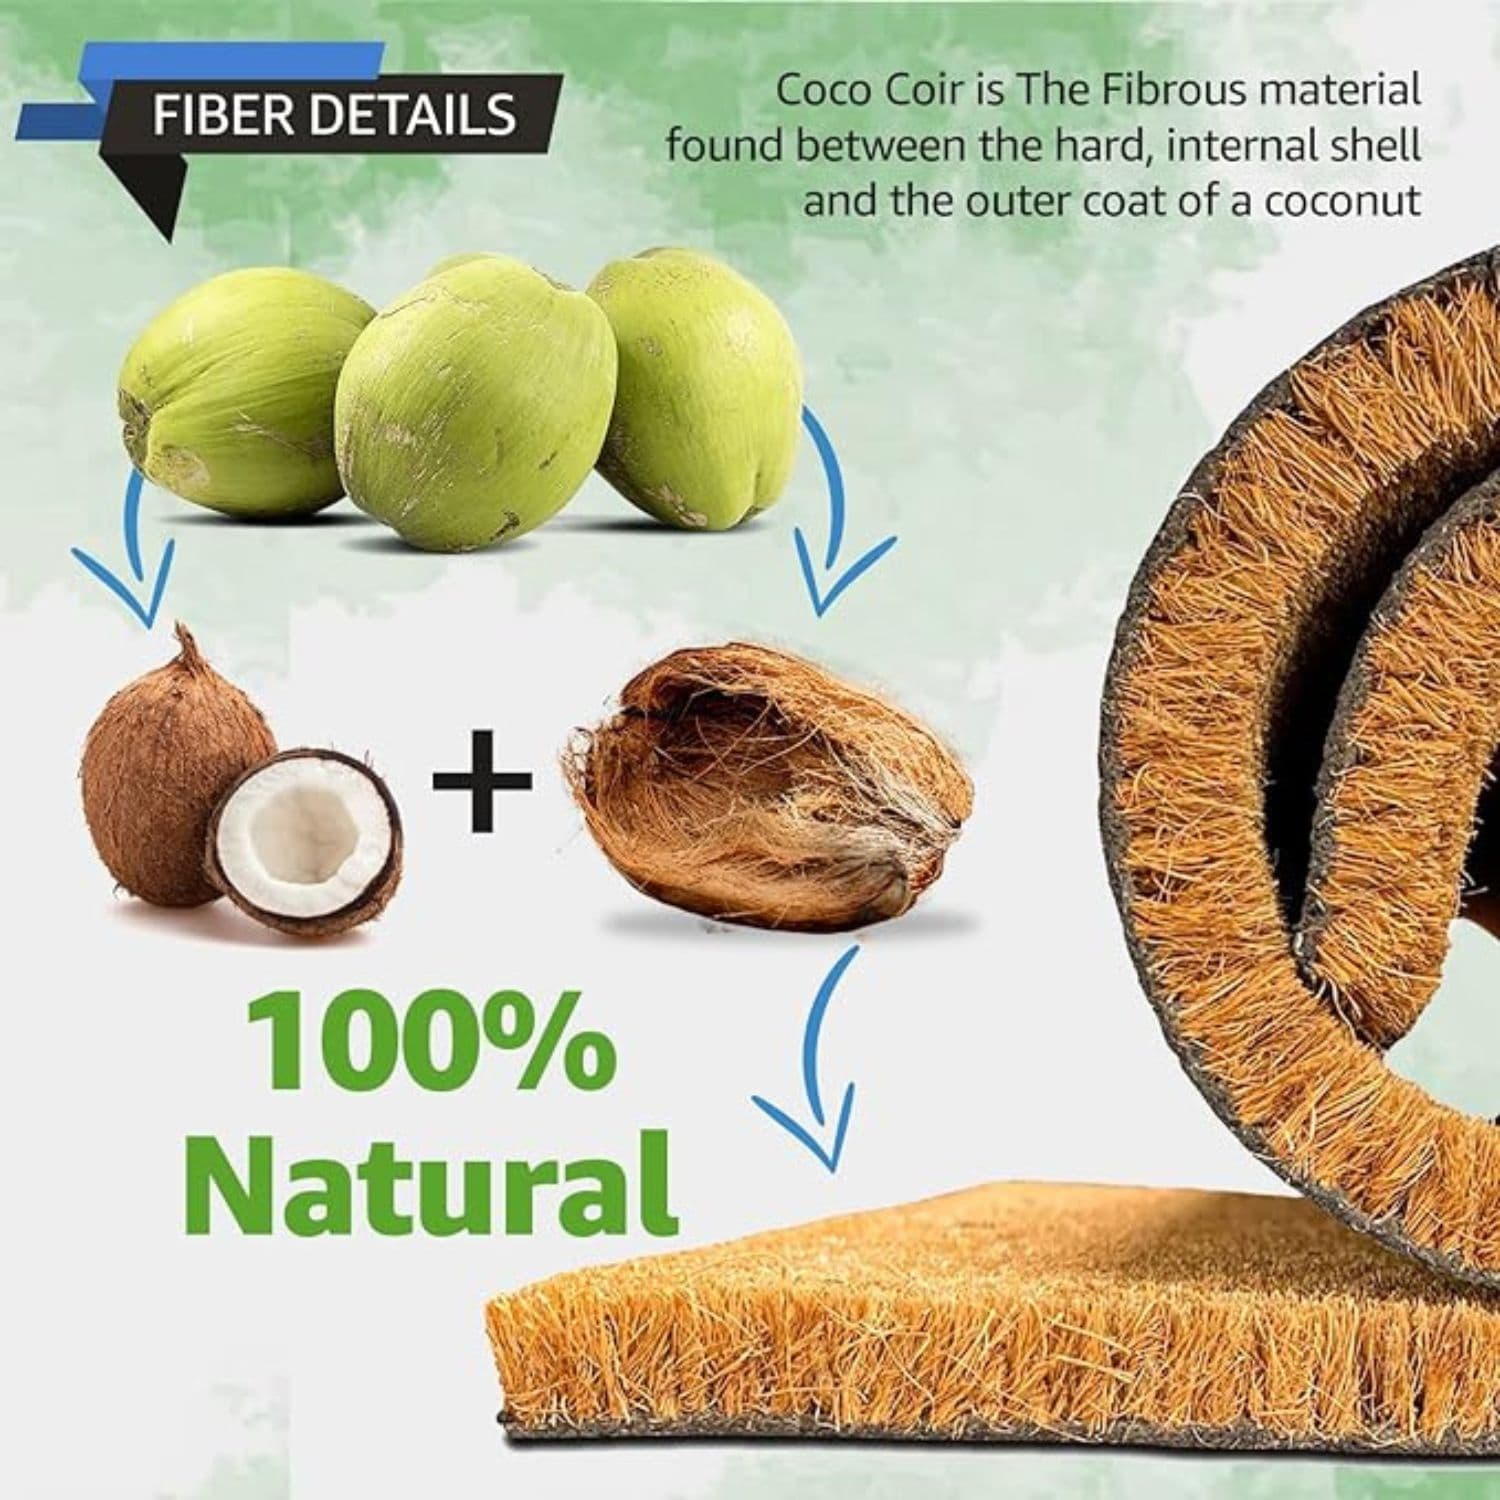 FIBER DETAILS
Coco Coir is The Fibrous material
found between the hard, internal shell
and the outer coat of a coconut
+
100%
Natural